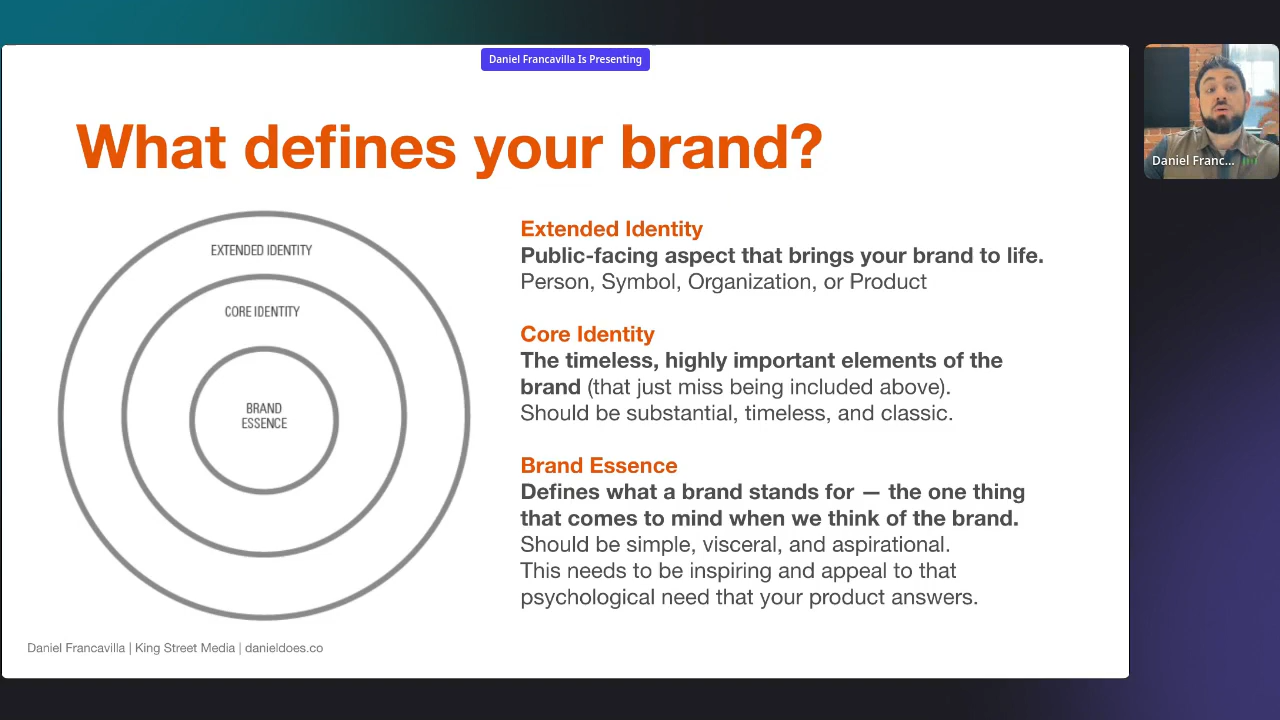 Daniel Francavilla Is Presenting
What defines your brand?
EXTENDED IDENTITY
CORE IDENTITY
BRAND
ESSENCE
Extended Identity
Public-facing aspect that brings your brand to life.
Person, Symbol, Organization, or Product
Core Identity
The timeless, highly important elements of the
brand (that just miss being included above).
Should be substantial, timeless, and classic.
Brand Essence
Defines what a brand stands for — the one thing
that comes to mind when we think of the brand.
Should be simple, visceral, and aspirational.
This needs to be inspiring and appeal to that
psychological need that your product answers.
Daniel Francavilla | King Street Media | danieldoes.co
Daniel Franc...